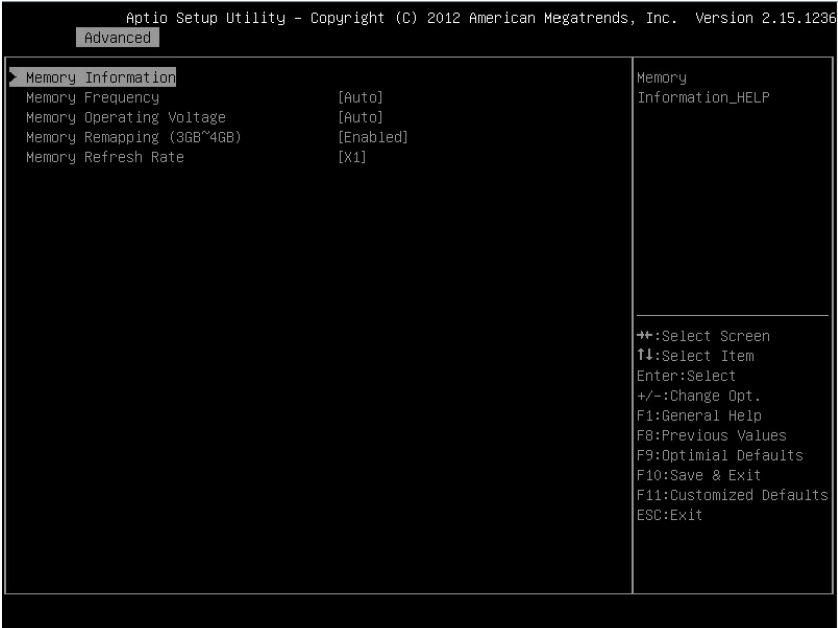 Aptio Setup Utility – Copyright (C) 2012 American Megatrends, Inc. Version 2.15.1236
Advanced
Memory Information
Memory Frequency [Auto]
Memory Operating Voltage [Auto]
Memory Remapping (3GB~4GB) [Enabled]
Memory Refresh Rate [X1]
Memory
Information_HELP
→←:Select Screen
↑↓:Select Item
Enter:Select
+/-:Change Opt.
F1:General Help
F8:Previous Values
F9:Optimial Defaults
F10:Save & Exit
F11:Customized Defaults
ESC:Exit